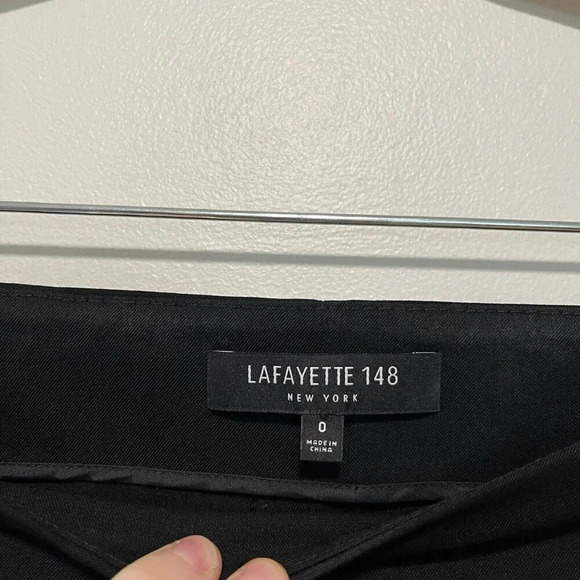 LAFAYETTE 148
NEW YORK
0
MADE IN
CHINA